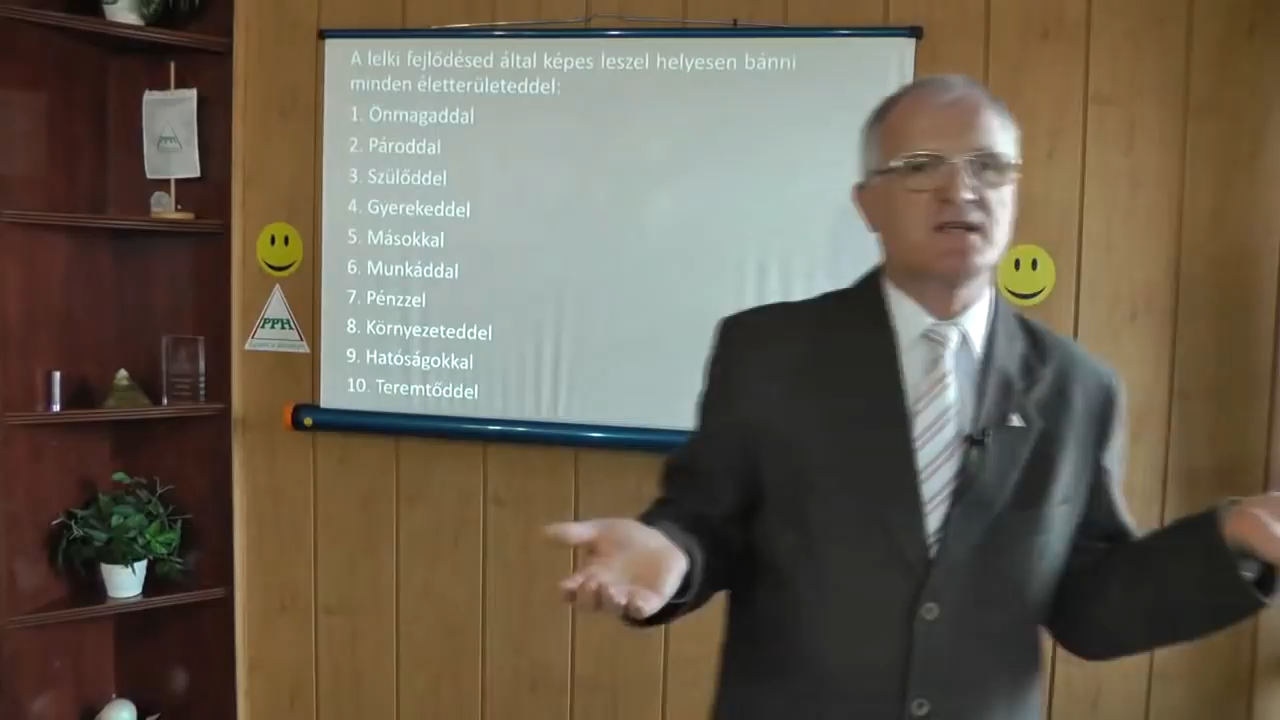 A lelki fejlődésed által képes leszel helyesen bánni
minden életterületeddel:
1. Önmagaddal
2. Pároddal
3. Szülőddel
4. Gyerekeddel
5. Másokkal
6. Munkáddal
7. Pénzzel
8. Környezeteddel
9. Hatóságokkal
10. Teremtőddel
PPH